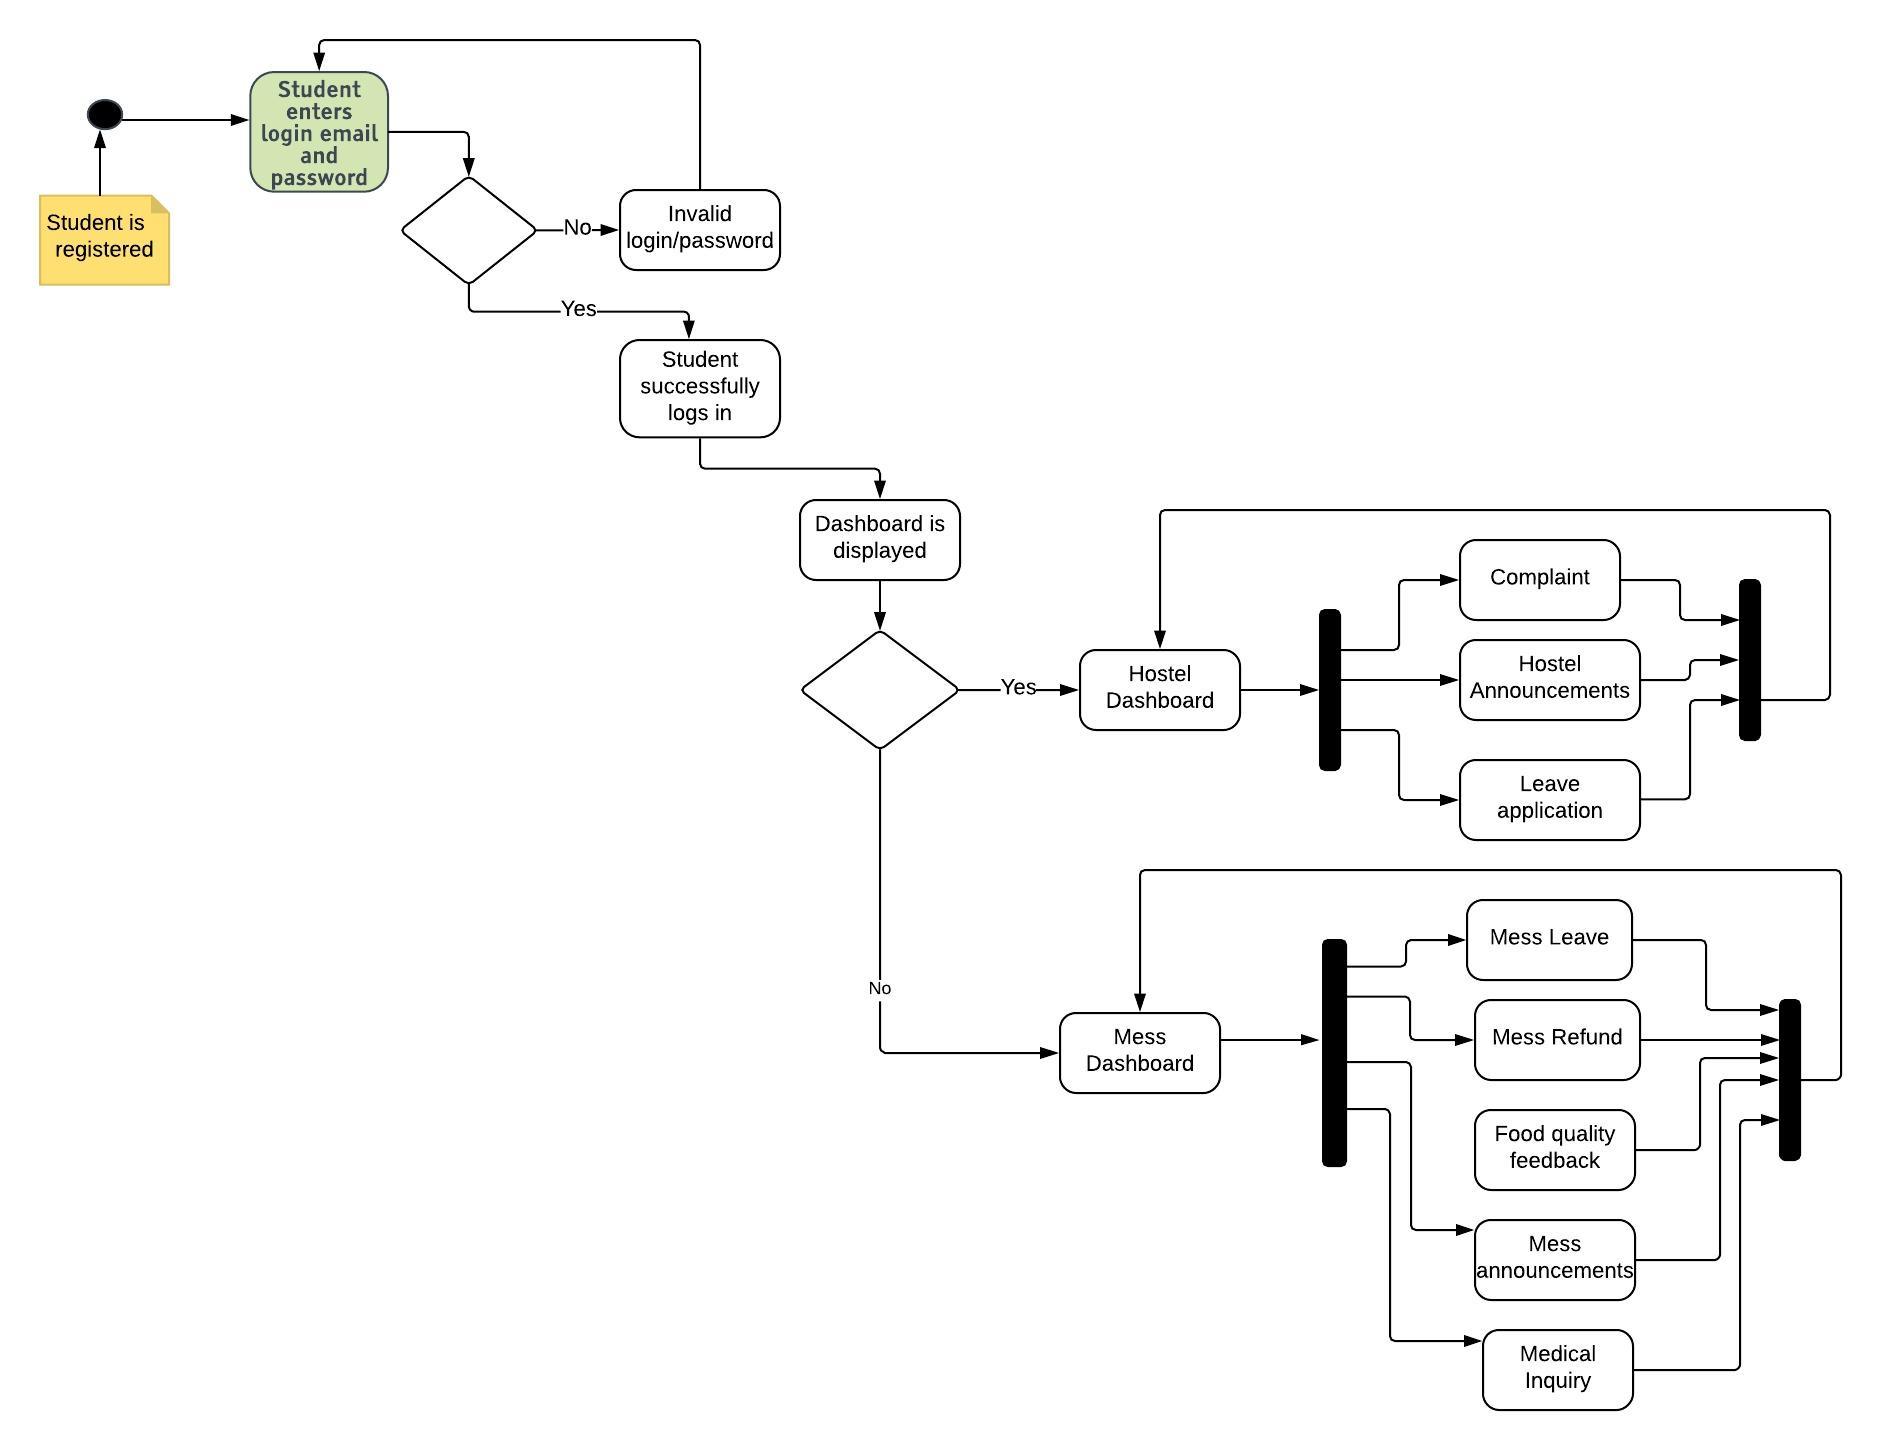 Student
enters
login email
and
password
Student is
registered
No
Invalid
login/password
Yes
Student
successfully
logs in
Dashboard is
displayed
Yes
Hostel
Dashboard
Complaint
Hostel
Announcements
Leave
application
No
Mess
Dashboard
Mess Leave
Mess Refund
Food quality
feedback
Mess
announcements
Medical
Inquiry